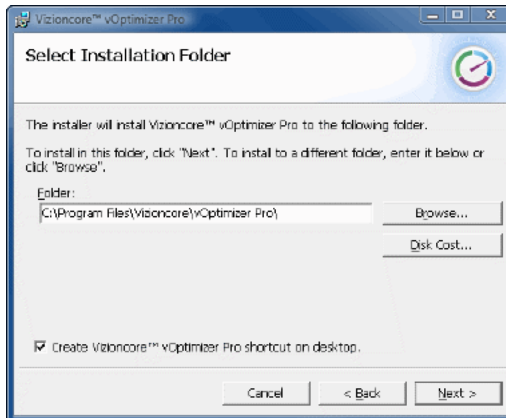 Vizioncore™ vOptimizer Pro
Select Installation Folder
The installer will install Vizioncore™ vOptimizer Pro to the following folder.
To install in this folder, click "Next". To install to a different folder, enter it below or
click "Browse".
Folder:
C:\Program Files\Vizioncore\vOptimizer Pro\
Browse...
Disk Cost...
Create Vizioncore™ vOptimizer Pro shortcut on desktop.
Cancel
< Back
Next >